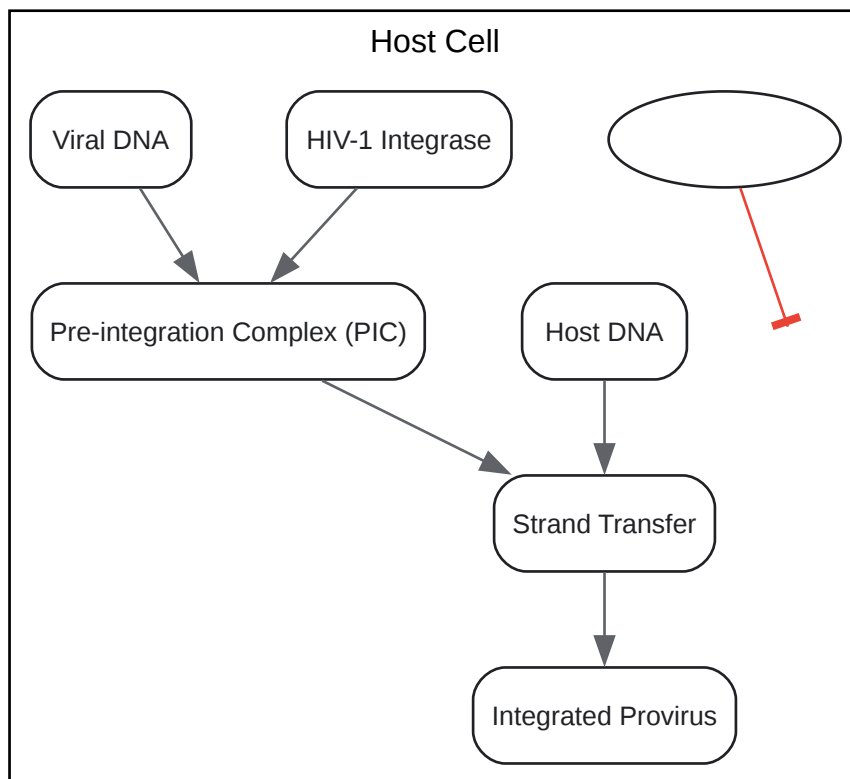 Host Cell
Viral DNA
HIV-1 Integrase
Pre-integration Complex (PIC)
Host DNA
Strand Transfer
Integrated Provirus